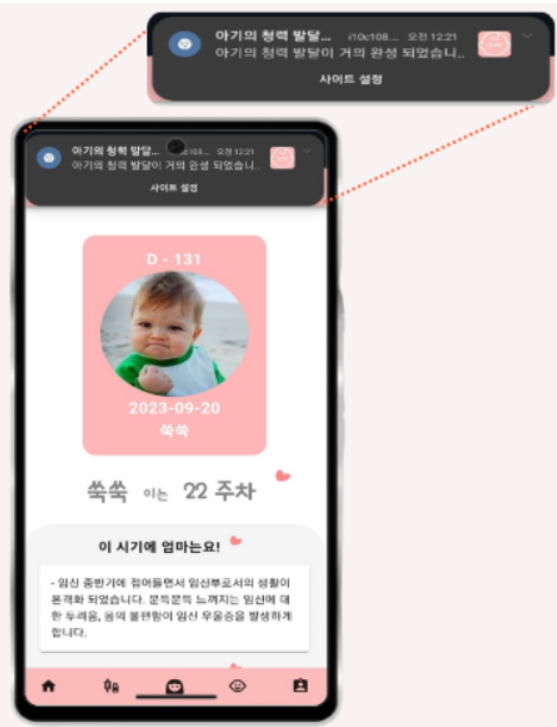 아기의 청력 발달... i10c108.... 오전 12:21
아기의 청력 발달이 거의 완성 되었습니..
사이트 설정
아기의 청력 발달... 오전 12:21
아기의 청력 발달이 거의 완성 되었습니..
사이트 설정
D - 131
2023-09-20
쑥쑥
쑥쑥 이는 22 주차
이 시기에 엄마는요!
- 임신 중반기에 접어들면서 임산부로서의 생활이
본격화 되었습니다. 문득문득 느껴지는 임신에 대
한 두려움, 몸의 불편함이 임신 우울증을 발생하게
합니다.